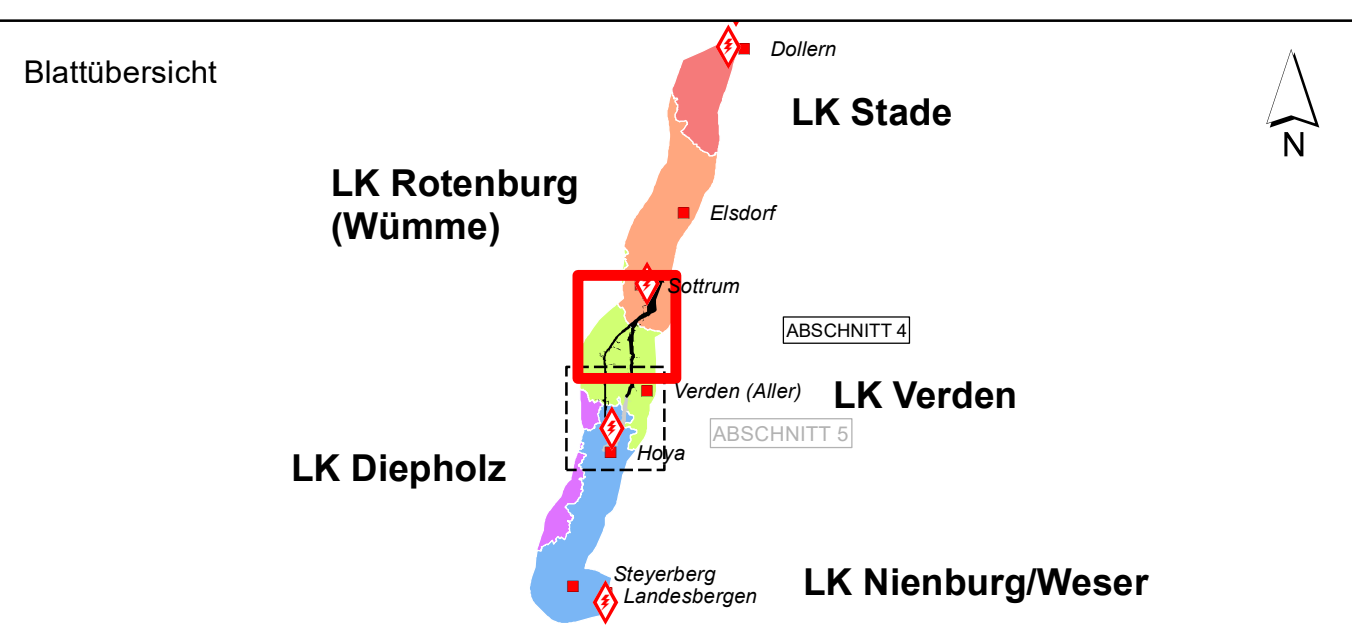 Dollern
Blattübersicht
LK Stade
N
LK Rotenburg
(Wümme)
Elsdorf
Sottrum
ABSCHNITT 4
Verden (Aller)
LK Verden
ABSCHNITT 5
Hoya
LK Diepholz
Steyerberg
LK Nienburg/Weser
Landesbergen